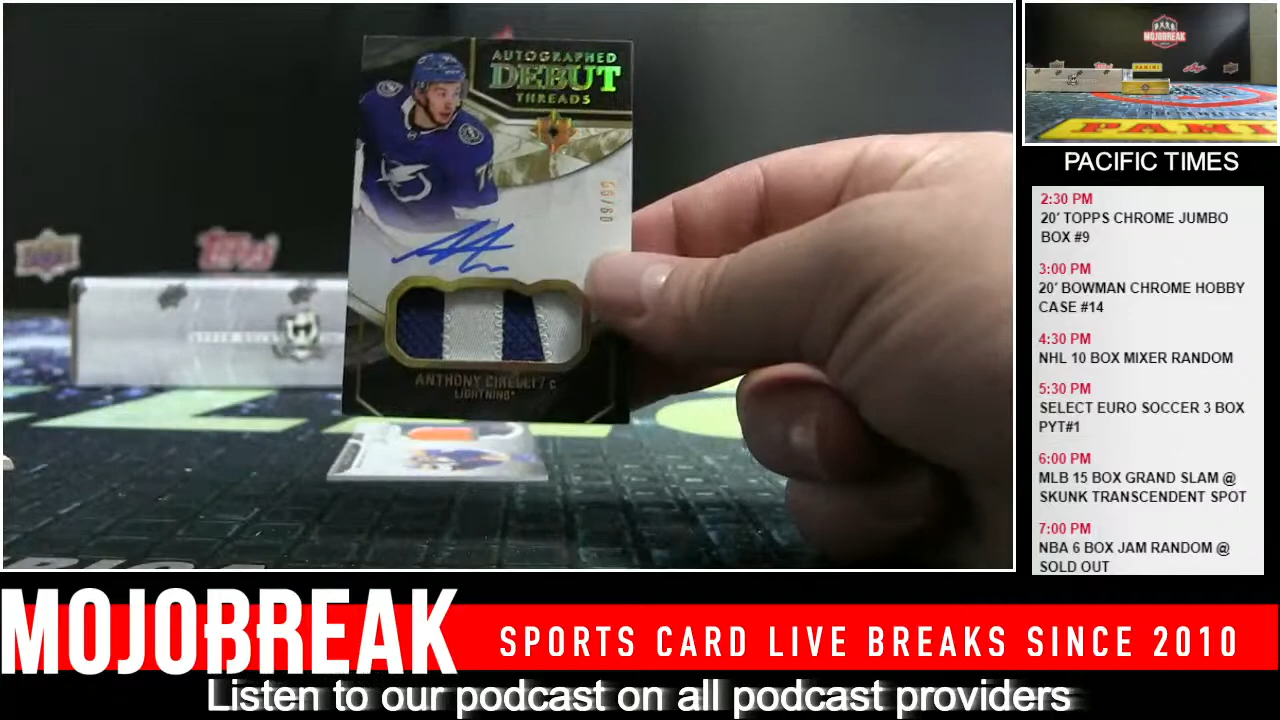 AUTOGRAPHED
DEBUT
THREADS
ANTHONY CIRELLI / C
LIGHTNING
topps
MOJOBREAK
PANINI
PANINI
PACIFIC TIMES
2:30 PM
20' TOPPS CHROME JUMBO
BOX #9
3:00 PM
20' BOWMAN CHROME HOBBY
CASE #14
4:30 PM
NHL 10 BOX MIXER RANDOM
5:30 PM
SELECT EURO SOCCER 3 BOX
PYT#1
6:00 PM
MLB 15 BOX GRAND SLAM @
SKUNK TRANSCENDENT SPOT
7:00 PM
NBA 6 BOX JAM RANDOM @
SOLD OUT
MOJOBREAK
SPORTS CARD LIVE BREAKS SINCE 2010
Listen to our podcast on all podcast providers